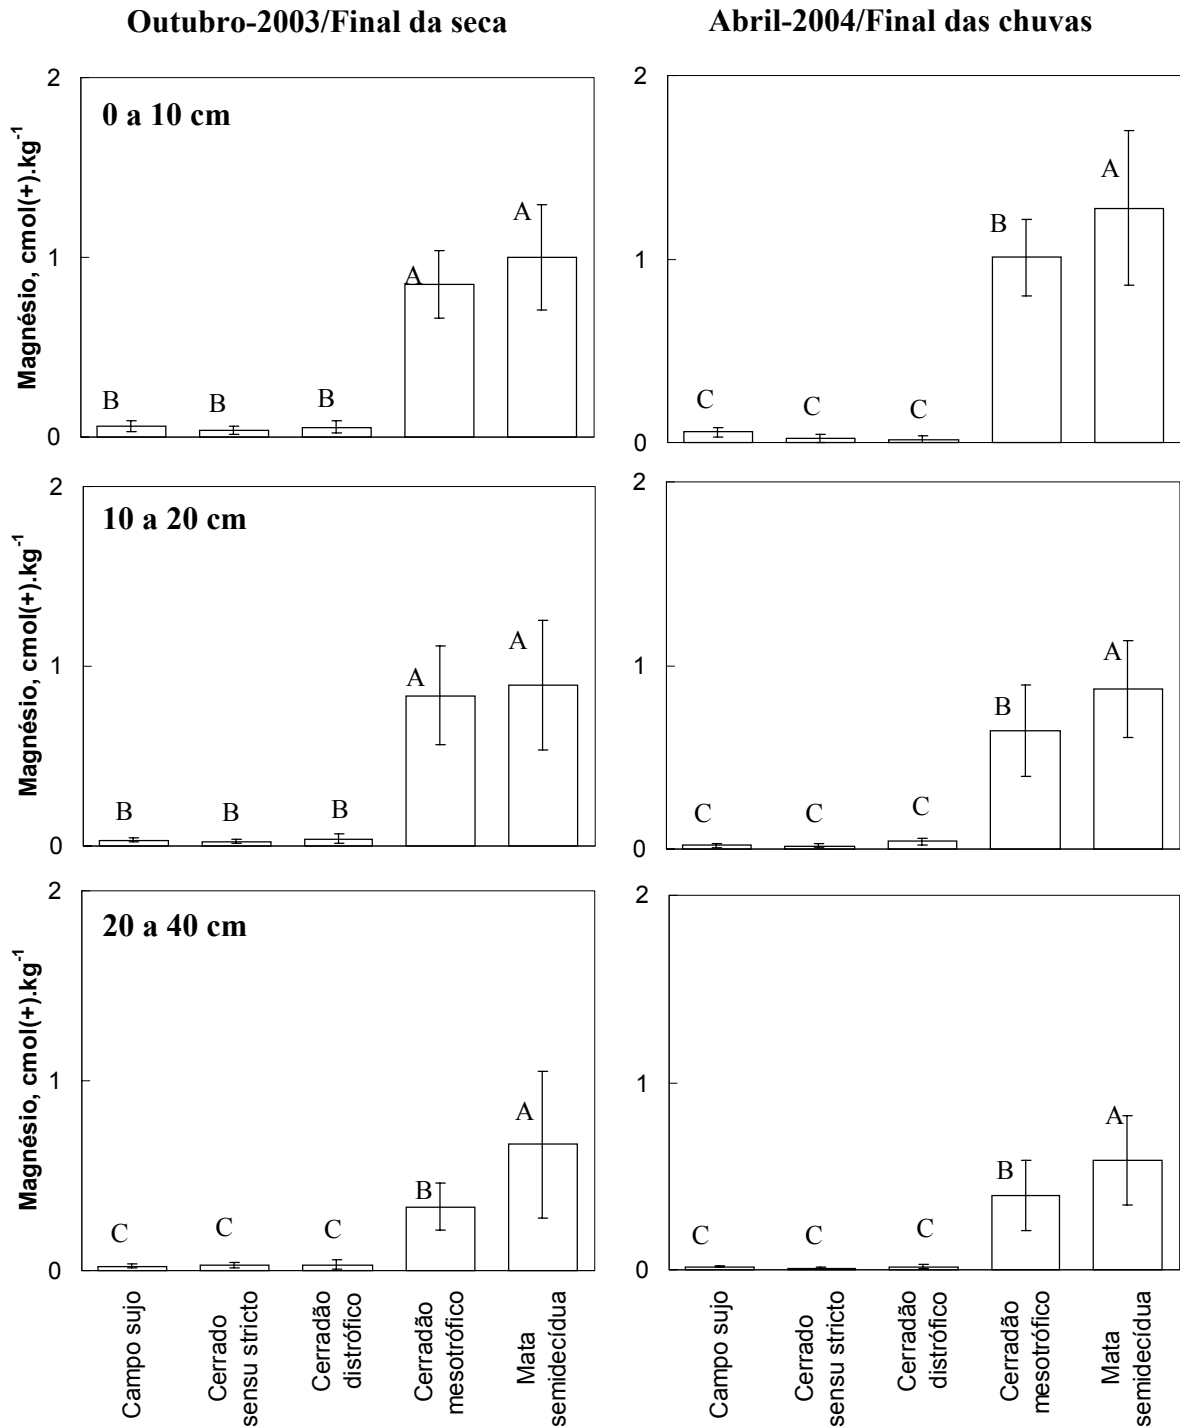 Outubro-2003/Final da seca
Abril-2004/Final das chuvas
Magnésio, cmol(+).kg⁻¹
2
1
0
0 a 10 cm
B
B
B
A
A
2
1
0
C
C
C
B
A
Magnésio, cmol(+).kg⁻¹
2
1
0
10 a 20 cm
B
B
B
A
A
2
1
0
C
C
C
B
A
Magnésio, cmol(+).kg⁻¹
2
1
0
20 a 40 cm
C
C
C
B
A
2
1
0
C
C
C
B
A
Campo sujo
Cerrado
sensu stricto
Cerradão
distrófico
Cerradão
mesotrófico
Mata
semidecídua
Campo sujo
Cerrado
sensu stricto
Cerradão
distrófico
Cerradão
mesotrófico
Mata
semidecídua